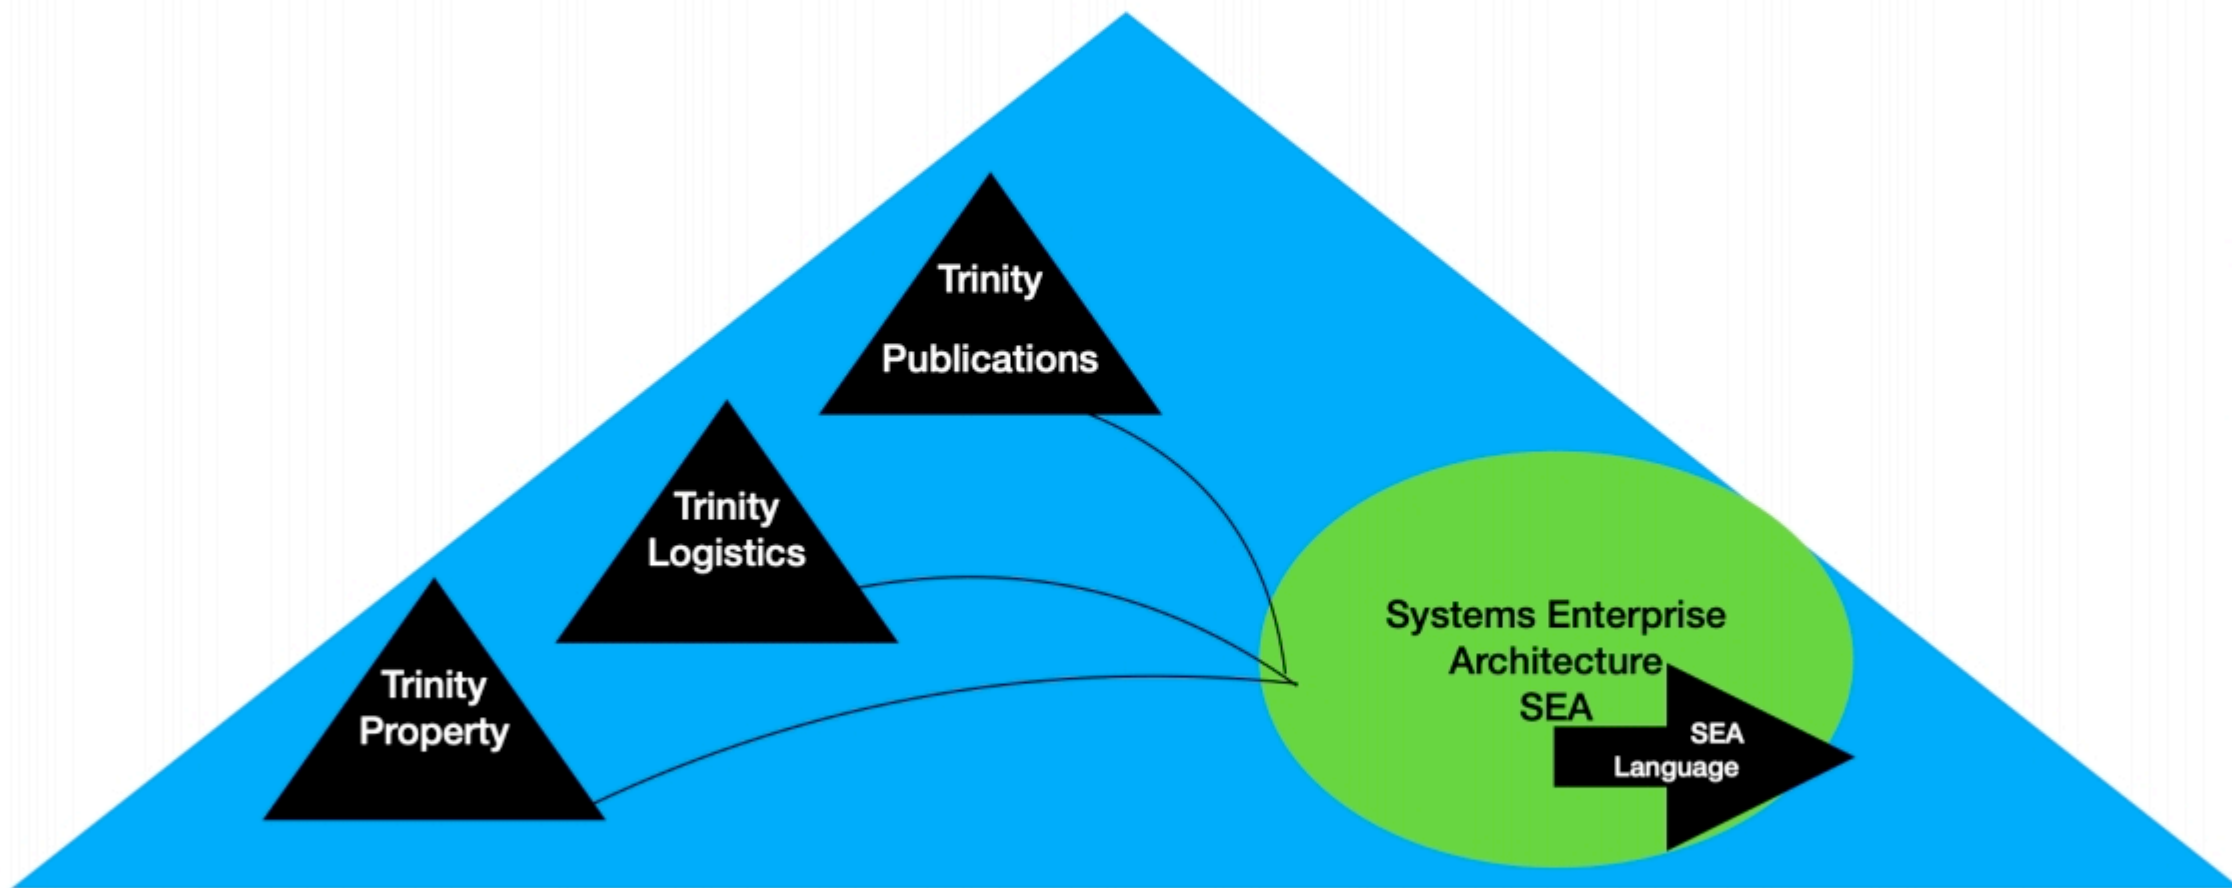 Trinity
Publications
Trinity
Logistics
Trinity
Property
Systems Enterprise
Architecture
SEA
SEA
Language